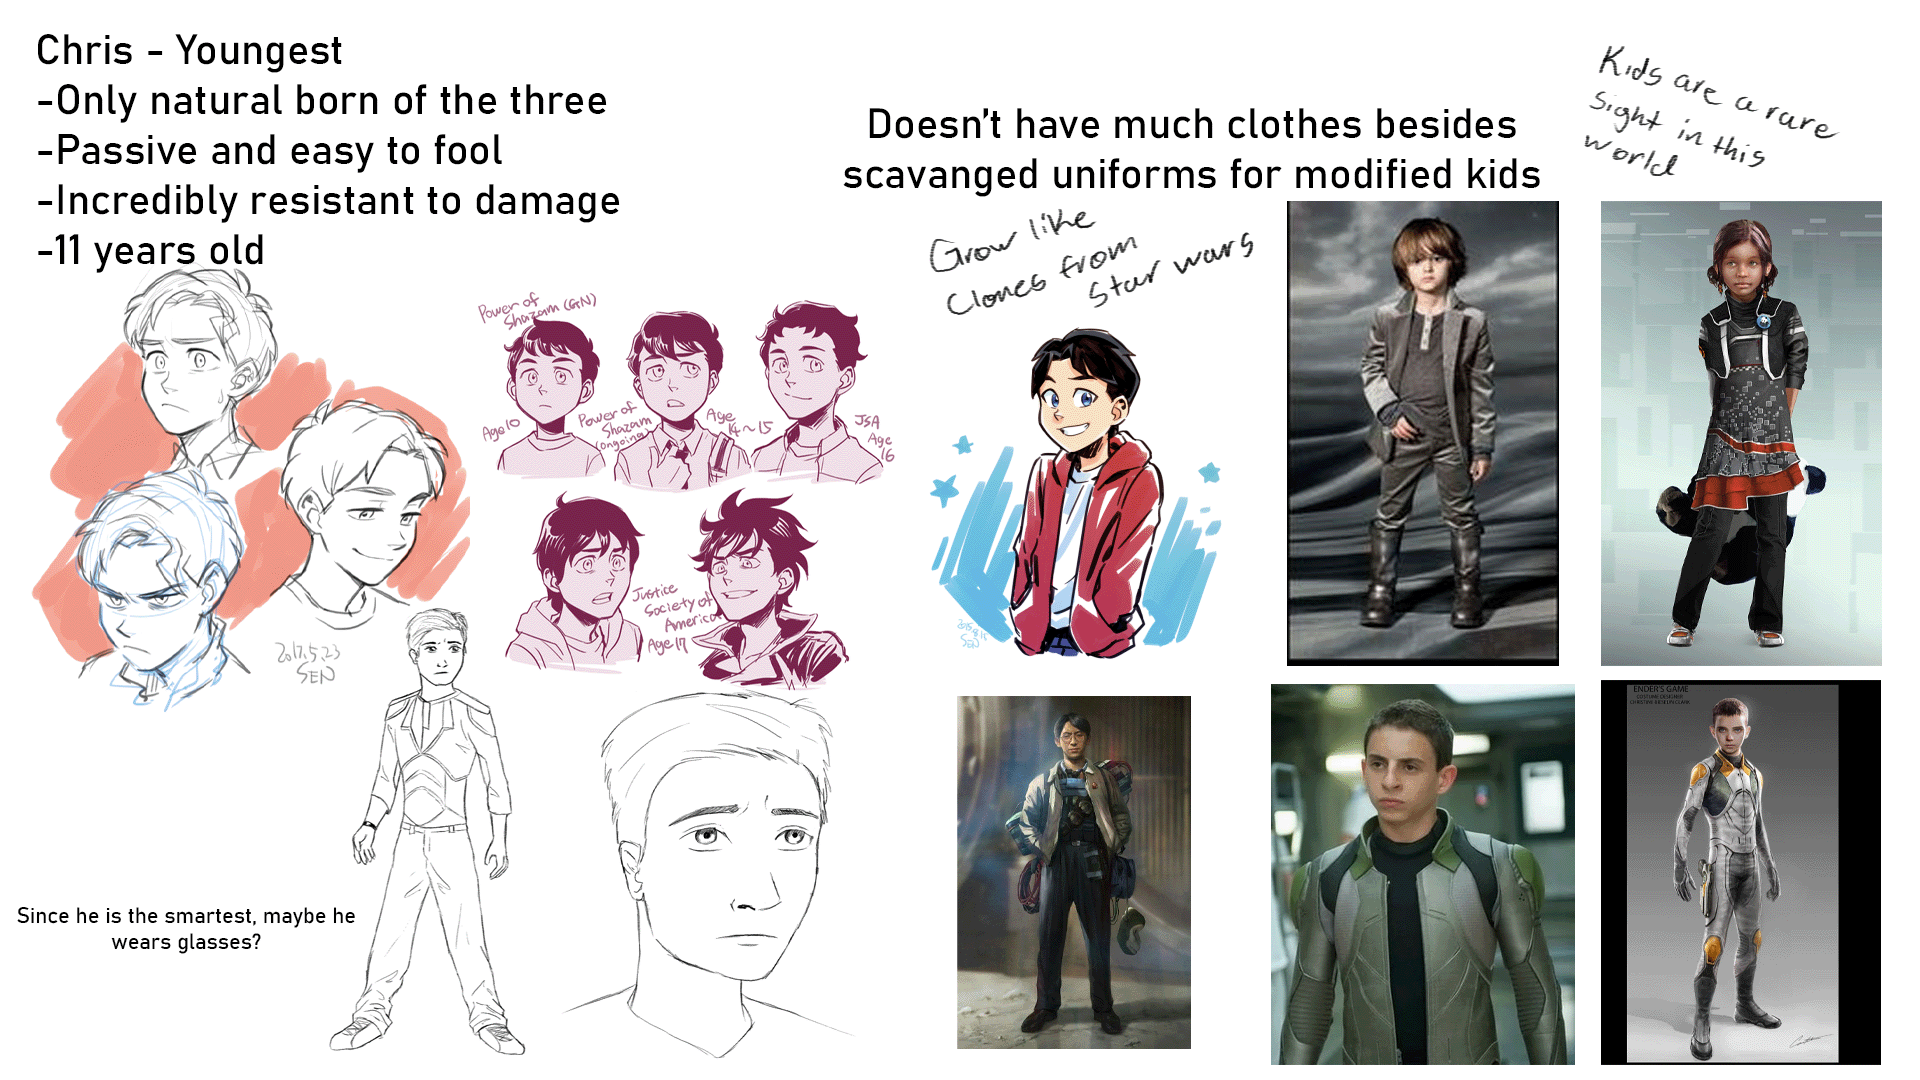 Chris - Youngest
-Only natural born of the three
-Passive and easy to fool
-Incredibly resistant to damage
-11 years old
Doesn't have much clothes besides
scavanged uniforms for modified kids
Kids are a rare
sight in this
world
Grow like
clones from
Star wars
Power of
Shazam (GN)
Age 10
Power of
Shazam
(ongoing)
Age
14~15
JSA
Age
16
Justice
Society of
America
Age 17
2017.5.23
SEN
SEN
Since he is the smartest, maybe he
wears glasses?
ENDER'S GAME
COSTUME DESIGNER